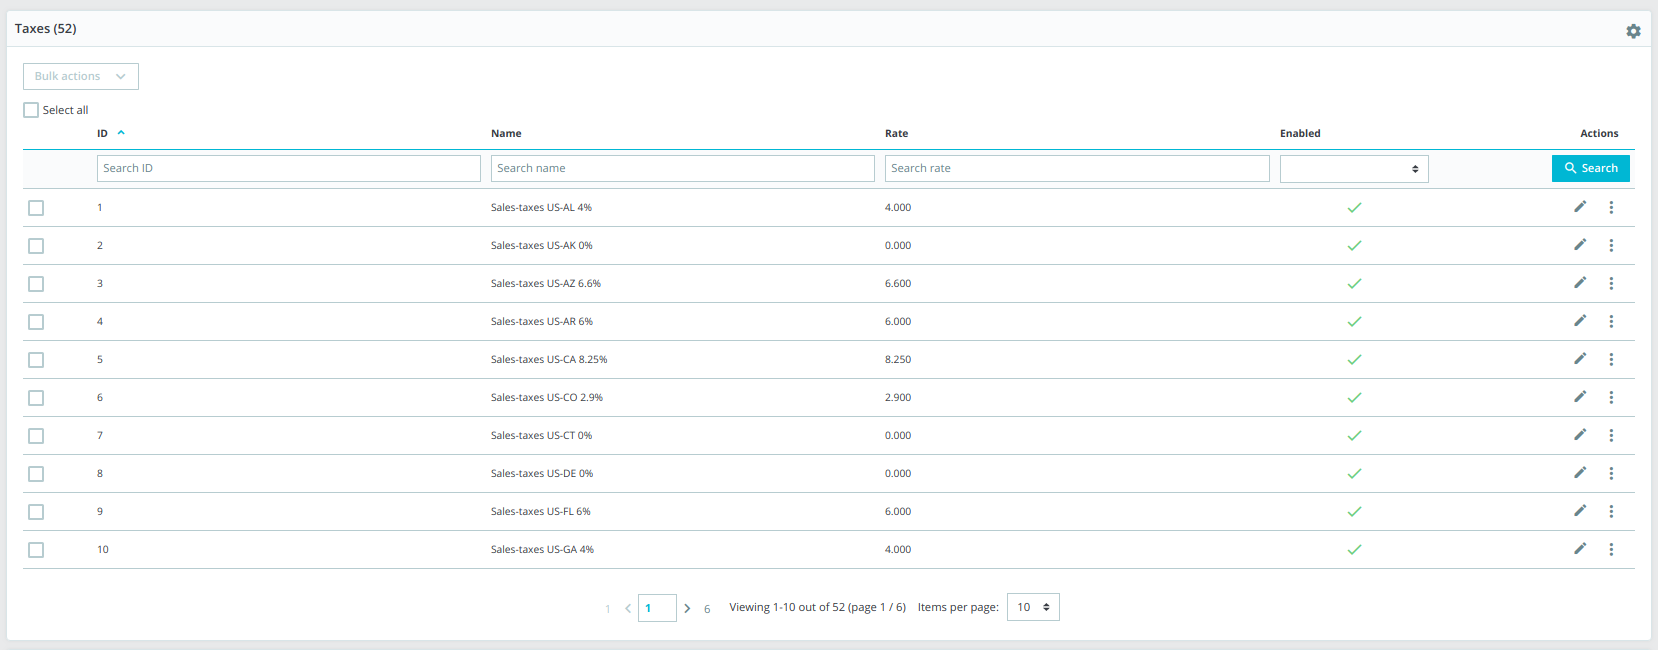 Taxes (52)
Bulk actions
Select all
ID Name Rate Enabled Actions
Search ID Search name Search rate Search
1 Sales-taxes US-AL 4% 4.000
2 Sales-taxes US-AK 0% 0.000
3 Sales-taxes US-AZ 6.6% 6.600
4 Sales-taxes US-AR 6% 6.000
5 Sales-taxes US-CA 8.25% 8.250
6 Sales-taxes US-CO 2.9% 2.900
7 Sales-taxes US-CT 0% 0.000
8 Sales-taxes US-DE 0% 0.000
9 Sales-taxes US-FL 6% 6.000
10 Sales-taxes US-GA 4% 4.000
1 1 6 Viewing 1-10 out of 52 (page 1 / 6) Items per page: 10